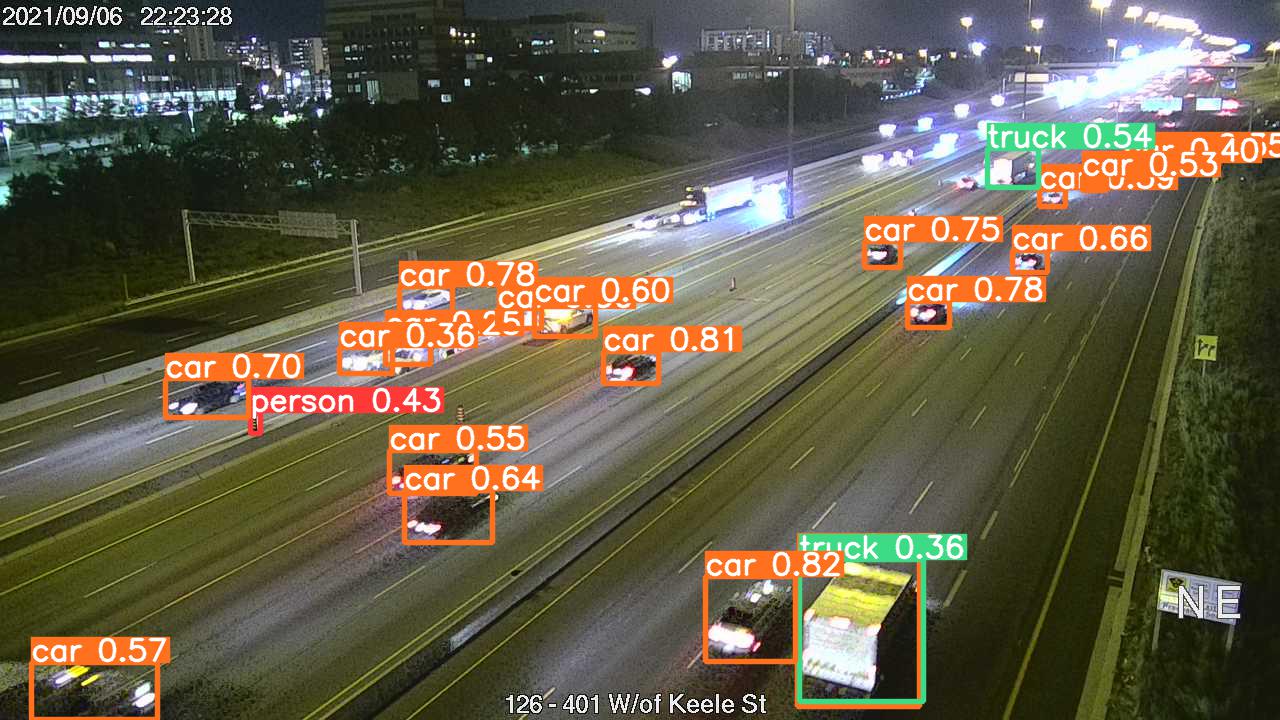 2021/09/06 22:23:28
truck 0.54
car 0.53
car 0.75
car 0.66
car 0.78
car 0.78
car 0.60
car 0.36
car 0.81
car 0.70
person 0.43
car 0.55
car 0.64
truck 0.36
car 0.82
NE
car 0.57
126 - 401 W/of Keele St